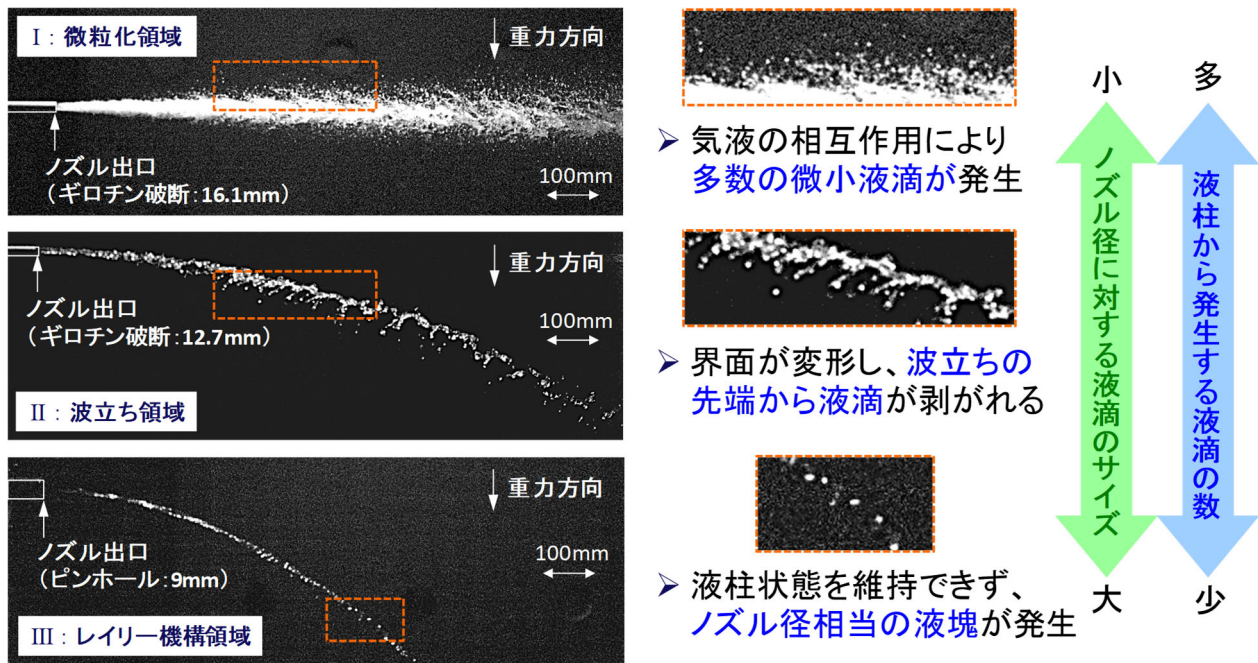 Ⅰ：微粒化領域
重力方向
ノズル出口
（ギロチン破断：16.1mm）
100mm
➢ 気液の相互作用により
多数の微小液滴が発生
重力方向
ノズル出口
（ギロチン破断：12.7mm）
100mm
Ⅱ：波立ち領域
➢ 界面が変形し、波立ちの
先端から液滴が剥がれる
重力方向
ノズル出口
（ピンホール：9mm）
100mm
Ⅲ：レイリー機構領域
➢ 液柱状態を維持できず、
ノズル径相当の液塊が発生
小
ノズル径に対する液滴のサイズ
大
多
液柱から発生する液滴の数
少